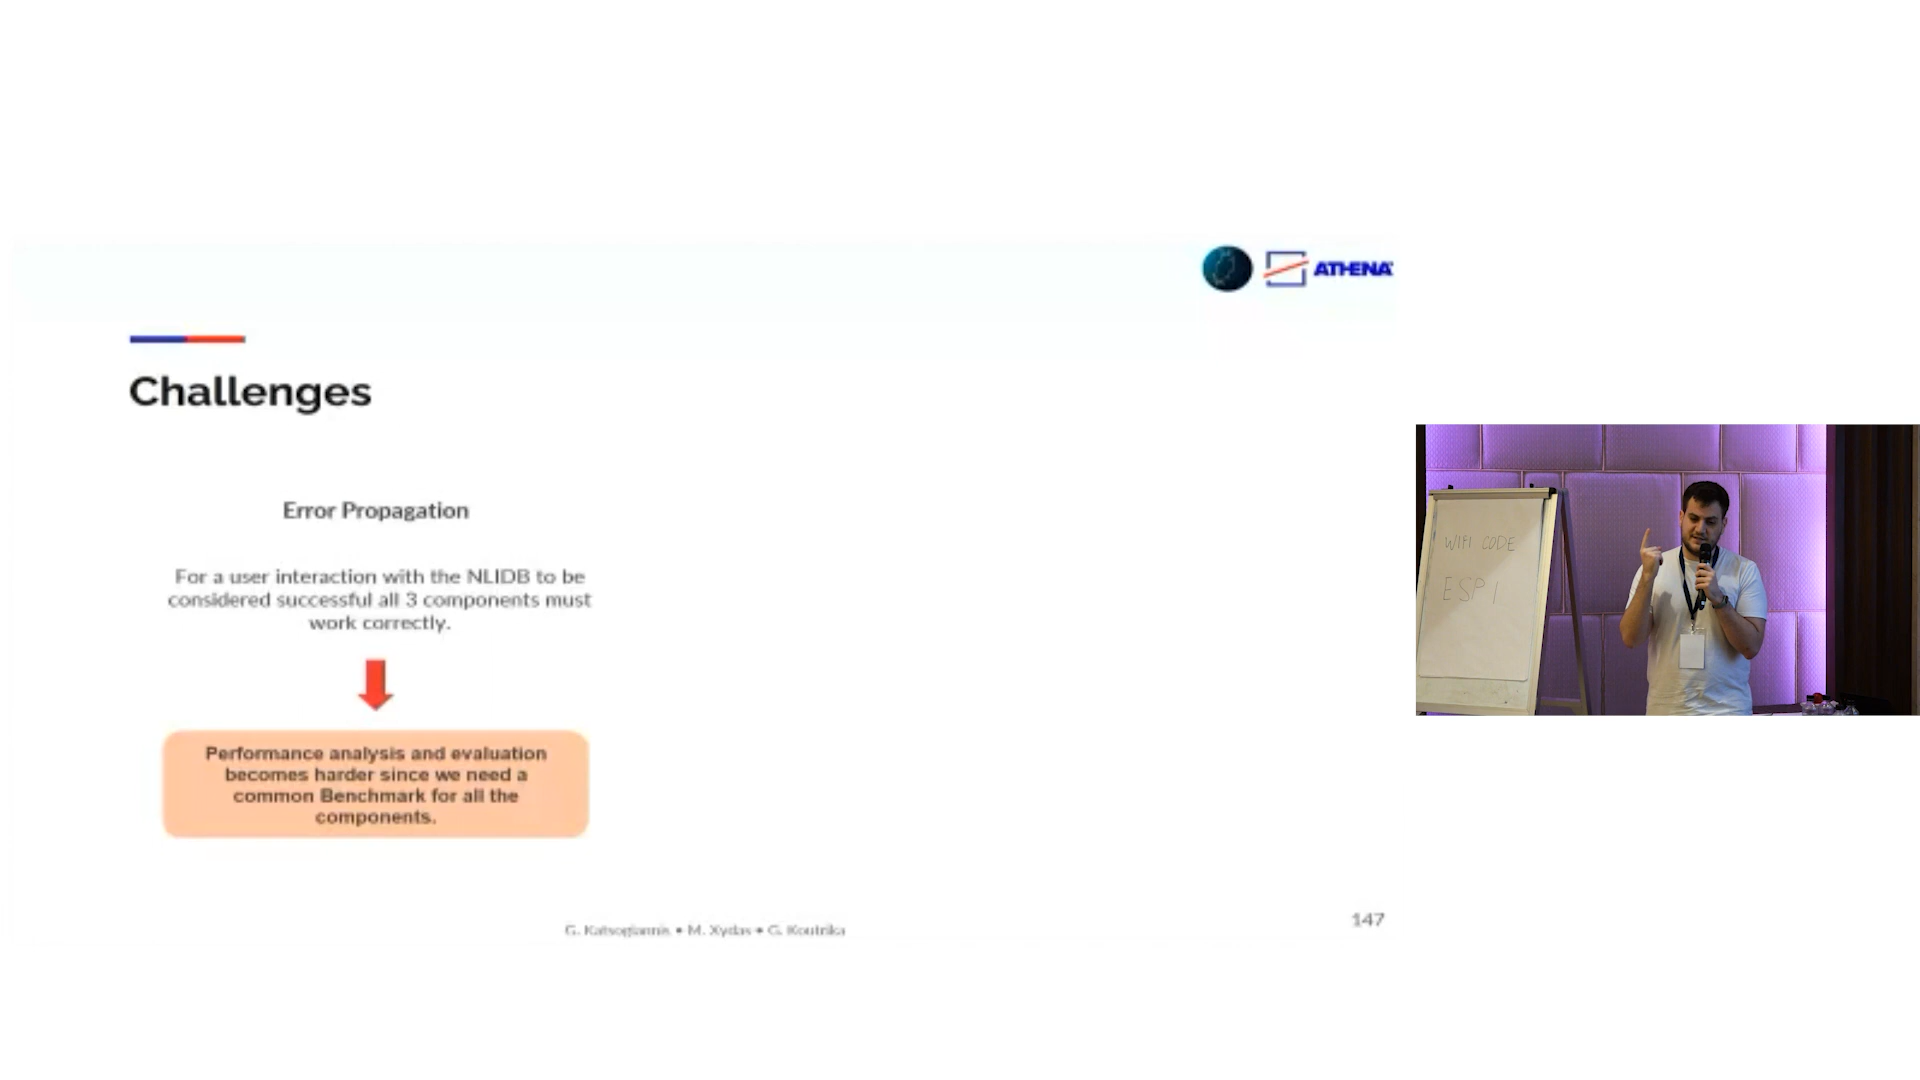 ATHENA
Challenges
Error Propagation
For a user interaction with the NLIDB to be
considered successful all 3 components must
work correctly.
Performance analysis and evaluation
becomes harder since we need a
common Benchmark for all the
components.
G. Katsogiannis • M. Xydas • G. Koutrika
147
WIFI CODE
ESP1